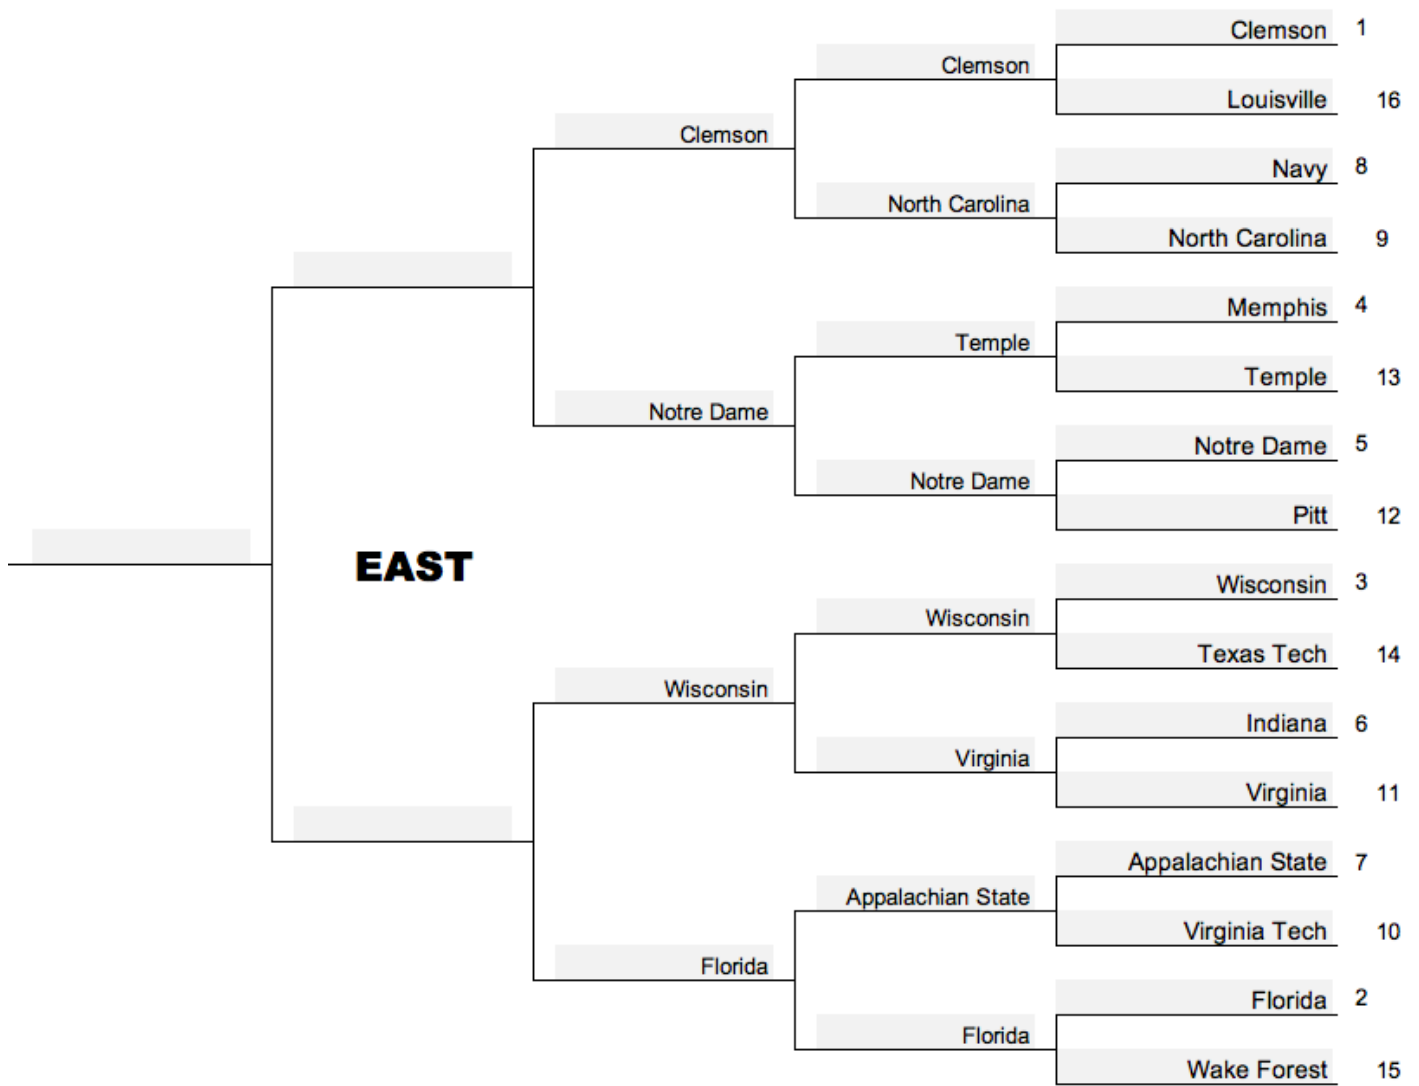 Clemson 1
Clemson
Louisville 16
Clemson
Navy 8
North Carolina
North Carolina 9
Memphis 4
Temple
Temple 13
Notre Dame
Notre Dame 5
Notre Dame
Pitt 12
EAST
Wisconsin 3
Wisconsin
Texas Tech 14
Wisconsin
Indiana 6
Virginia
Virginia 11
Appalachian State 7
Appalachian State
Virginia Tech 10
Florida
Florida 2
Florida
Wake Forest 15